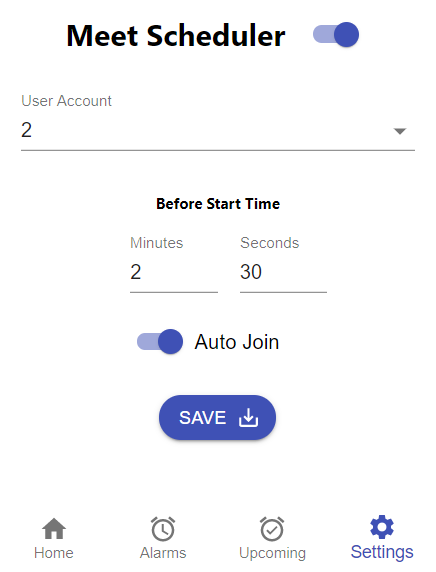 Meet Scheduler
User Account
2
Before Start Time
Minutes Seconds
2 30
Auto Join
SAVE
Home Alarms Upcoming Settings